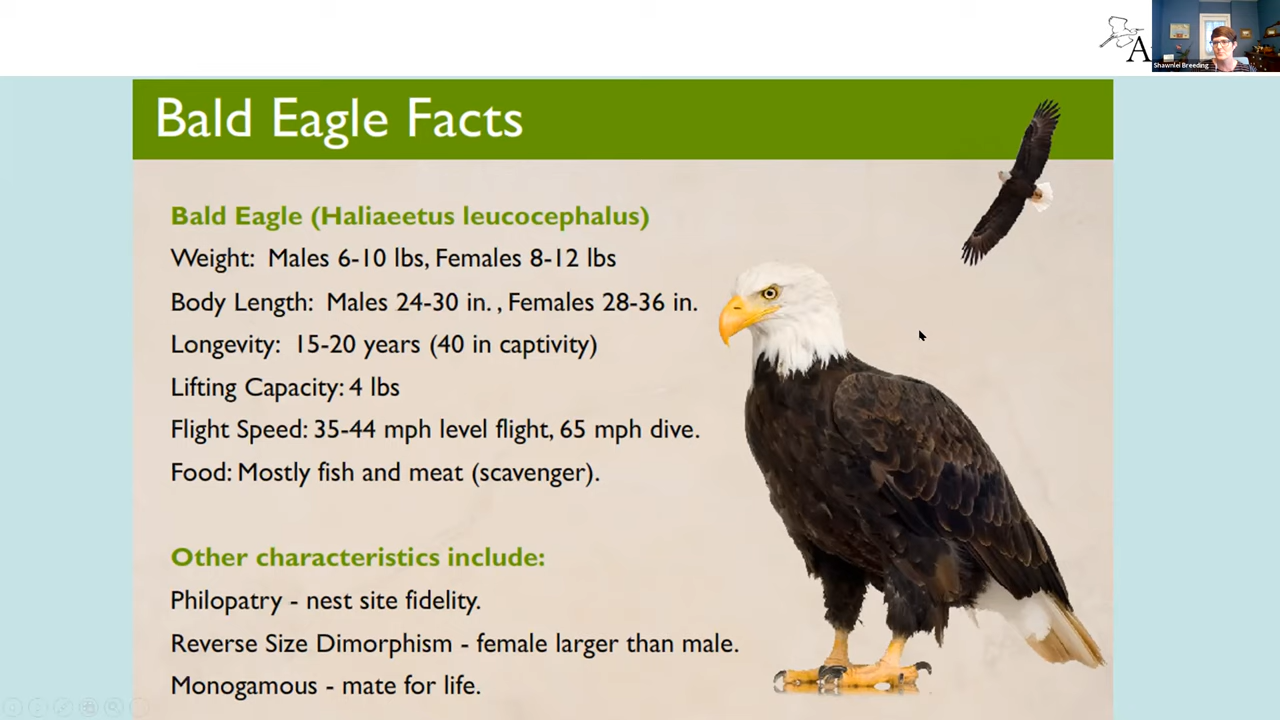 Bald Eagle Facts
Bald Eagle (Haliaeetus leucocephalus)
Weight: Males 6-10 lbs, Females 8-12 lbs
Body Length: Males 24-30 in. , Females 28-36 in.
Longevity: 15-20 years (40 in captivity)
Lifting Capacity: 4 lbs
Flight Speed: 35-44 mph level flight, 65 mph dive.
Food: Mostly fish and meat (scavenger).
Other characteristics include:
Philopatry - nest site fidelity.
Reverse Size Dimorphism - female larger than male.
Monogamous - mate for life.
A
Shawnlei Breeding